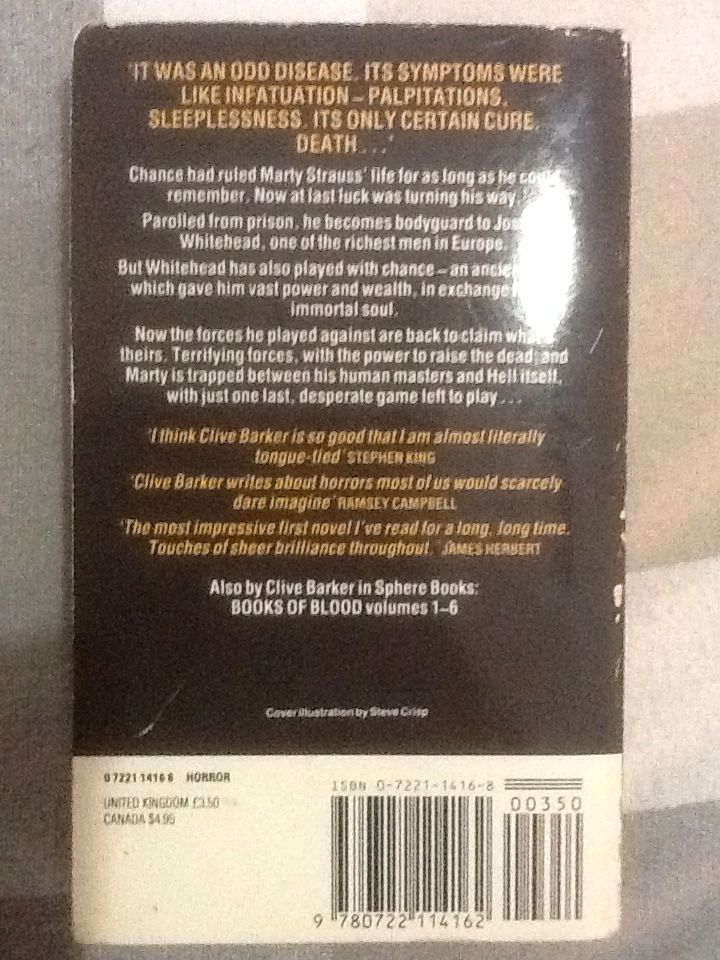 'IT WAS AN ODD DISEASE. ITS SYMPTOMS WERE
LIKE INFATUATION – PALPITATIONS,
SLEEPLESSNESS. ITS ONLY CERTAIN CURE,
DEATH . . .'
Chance had ruled Marty Strauss' life for as long as he could
remember. Now at last luck was turning his way.
Parolled from prison, he becomes bodyguard to
Whitehead, one of the richest men in Europe.
But Whitehead has also played with chance – an
which gave him vast power and wealth, in exchange
immortal soul.
Now the forces he played against are back to claim
theirs. Terrifying forces, with the power to raise the dead, and
Marty is trapped between his human masters and Hell itself,
with just one last, desperate game left to play . . .
'I think Clive Barker is so good that I am almost literally
tongue-tied' STEPHEN KING
'Clive Barker writes about horrors most of us would scarcely
dare imagine' RAMSEY CAMPBELL
'The most impressive first novel I've read for a long, long time.
Touches of sheer brilliance throughout.' JAMES HERBERT
Also by Clive Barker in Sphere Books:
BOOKS OF BLOOD volumes 1–6
Cover illustration by Steve Crisp
0 7221 1416 8 HORROR
UNITED KINGDOM £3.50
CANADA $4.95
ISBN 0-7221-1416-8
00350
9 780722 114162